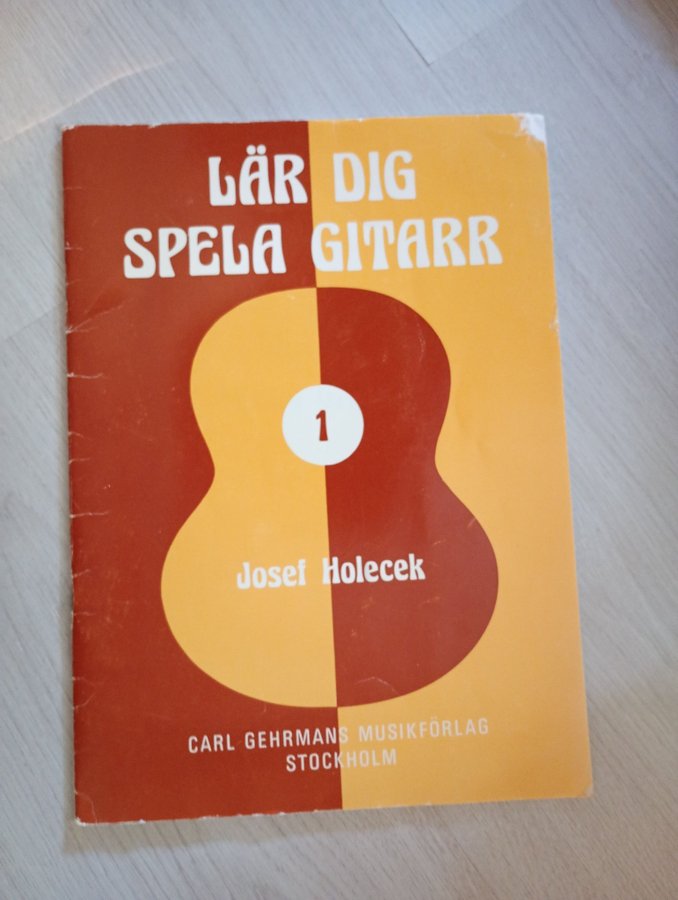 LÄR DIG
SPELA GITARR
1
Josef Holecek
CARL GEHRMANS MUSIKFÖRLAG
STOCKHOLM